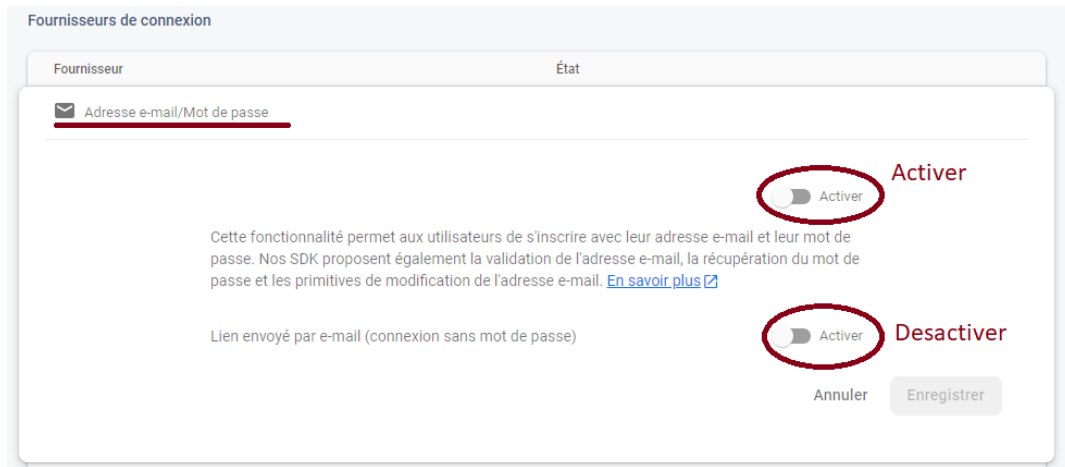 Fournisseurs de connexion
Fournisseur
État
Adresse e-mail/Mot de passe
Activer
Activer
Cette fonctionnalité permet aux utilisateurs de s'inscrire avec leur adresse e-mail et leur mot de
passe. Nos SDK proposent également la validation de l'adresse e-mail, la récupération du mot de
passe et les primitives de modification de l'adresse e-mail. En savoir plus
Lien envoyé par e-mail (connexion sans mot de passe)
Activer
Desactiver
Annuler
Enregistrer